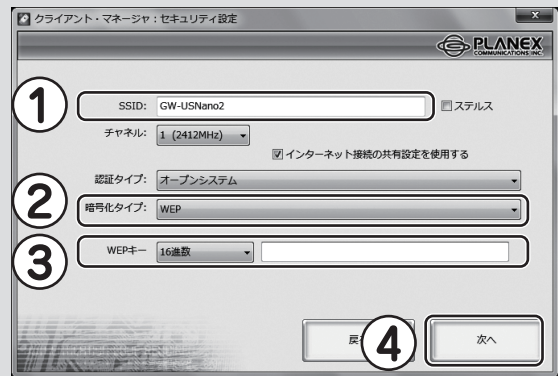 クライアント・マネージャ：セキュリティ設定
PLANEX
COMMUNICATIONS INC.
1
SSID: GW-USNano2 ステルス
チャネル: 1 (2412MHz)
インターネット接続の共有設定を使用する
認証タイプ: オープンシステム
2
暗号化タイプ: WEP
3
WEPキー 16進数
4
次へ